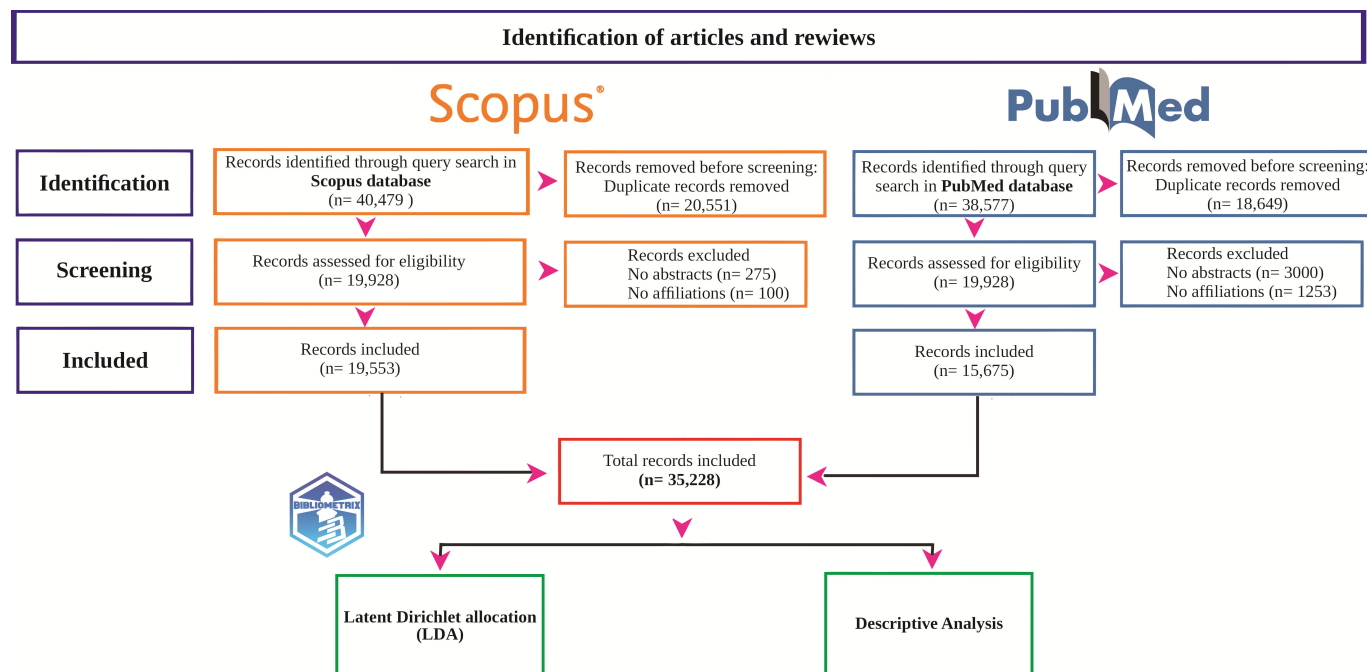 Identification of articles and rewiews
Scopus®
PubMed
Identification
Records identified through query search in
Scopus database
(n= 40,479 )
Records removed before screening:
Duplicate records removed
(n= 20,551)
Records identified through query
search in PubMed database
(n= 38,577)
Records removed before screening:
Duplicate records removed
(n= 18,649)
Screening
Records assessed for eligibility
(n= 19,928)
Records excluded
No abstracts (n= 275)
No affiliations (n= 100)
Records assessed for eligibility
(n= 19,928)
Records excluded
No abstracts (n= 3000)
No affiliations (n= 1253)
Included
Records included
(n= 19,553)
Records included
(n= 15,675)
Total records included
(n= 35,228)
BIBLIOMETRIX
Latent Dirichlet allocation
(LDA)
Descriptive Analysis